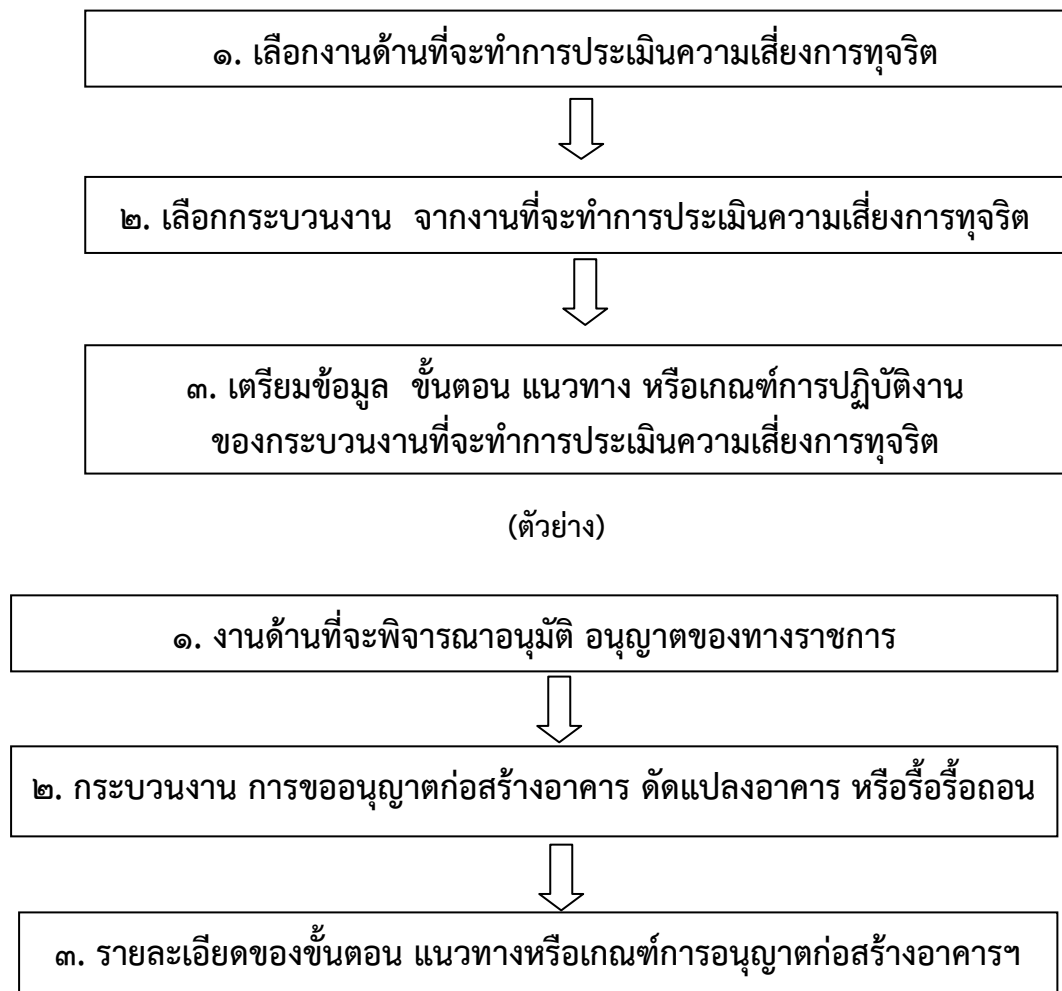 ๑. เลือกงานด้านที่จะทำการประเมินความเสี่ยงการทุจริต
๒. เลือกกระบวนงาน จากงานที่จะทำการประเมินความเสี่ยงการทุจริต
๓. เตรียมข้อมูล ขั้นตอน แนวทาง หรือเกณฑ์การปฏิบัติงาน
ของกระบวนงานที่จะทำการประเมินความเสี่ยงการทุจริต
(ตัวอย่าง)
๑. งานด้านที่จะพิจารณาอนุมัติ อนุญาตของทางราชการ
๒. กระบวนงาน การขออนุญาตก่อสร้างอาคาร ดัดแปลงอาคาร หรือรื้อรื้อถอน
๓. รายละเอียดของขั้นตอน แนวทางหรือเกณฑ์การอนุญาตก่อสร้างอาคารฯ